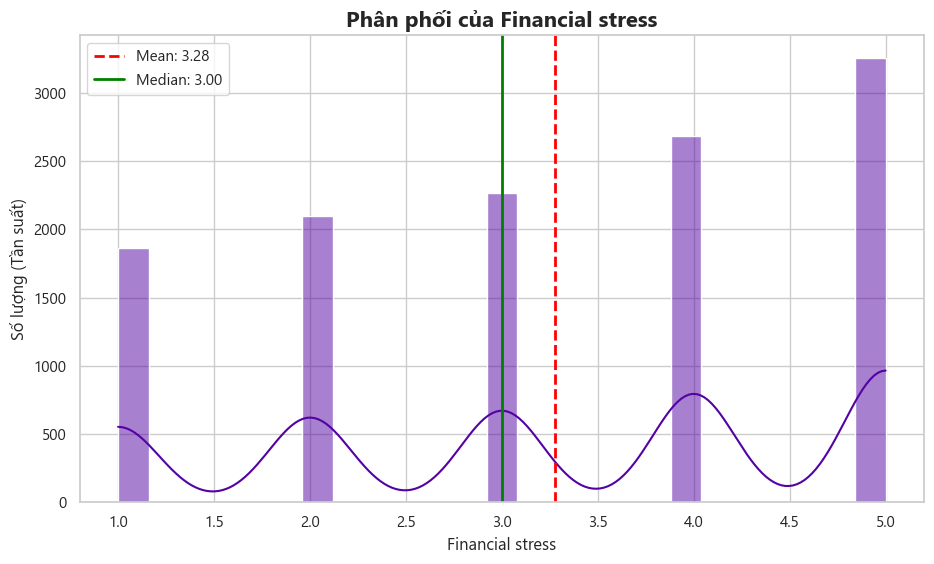 Phân phối của Financial stress
Mean: 3.28
Median: 3.00
Số lượng (Tần suất)
3000
2500
2000
1500
1000
500
0
1.0 1.5 2.0 2.5 3.0 3.5 4.0 4.5 5.0
Financial stress